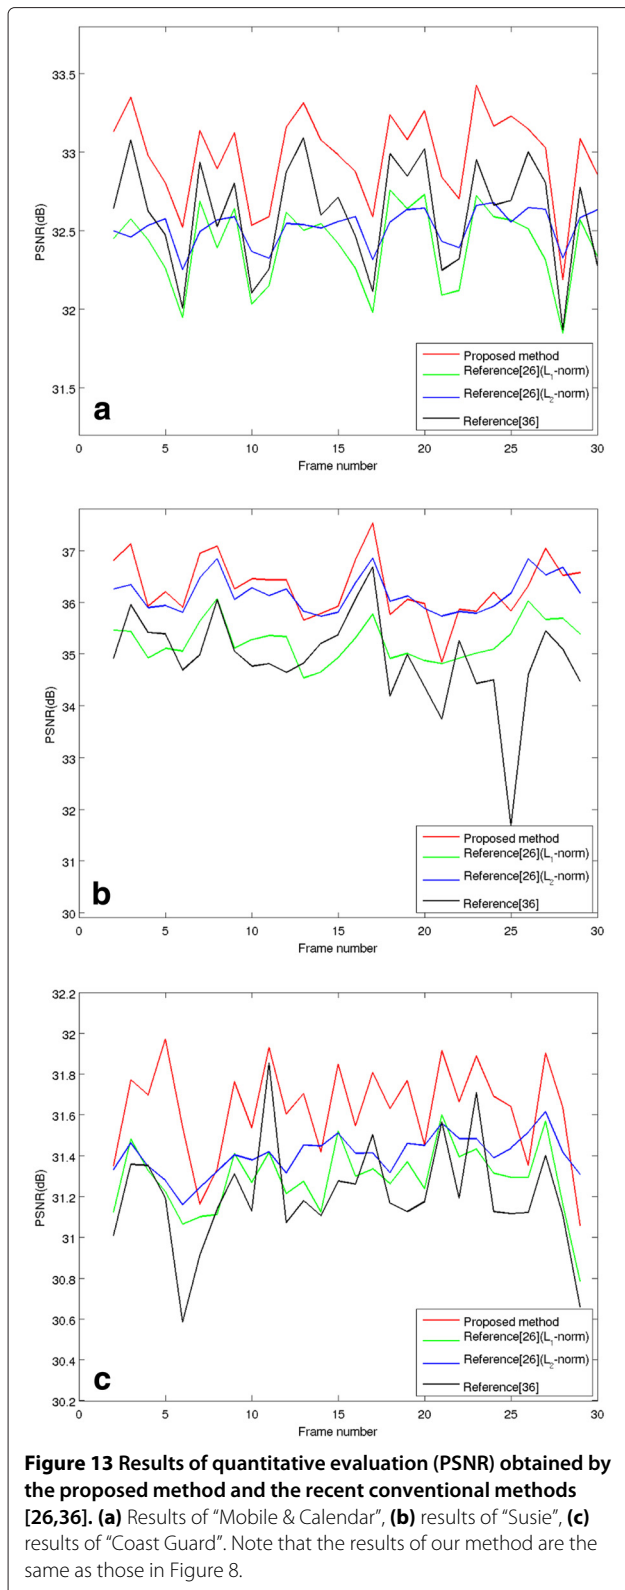 33.5
33
32.5
32
31.5
PSNR(dB)
Proposed method
Reference[26](L1-norm)
Reference[26](L2-norm)
Reference[36]
a
0 5 10 15 20 25 30
Frame number
37
36
35
34
33
32
31
30
PSNR(dB)
Proposed method
Reference[26](L1-norm)
Reference[26](L2-norm)
Reference[36]
b
0 5 10 15 20 25 30
Frame number
32.2
32
31.8
31.6
31.4
31.2
31
30.8
30.6
30.4
30.2
PSNR(dB)
Proposed method
Reference[26](L1-norm)
Reference[26](L2-norm)
Reference[36]
c
0 5 10 15 20 25 30
Frame number
Figure 13 Results of quantitative evaluation (PSNR) obtained by
the proposed method and the recent conventional methods
[26,36]. (a) Results of “Mobile & Calendar”, (b) results of “Susie”, (c)
results of “Coast Guard”. Note that the results of our method are the
same as those in Figure 8.